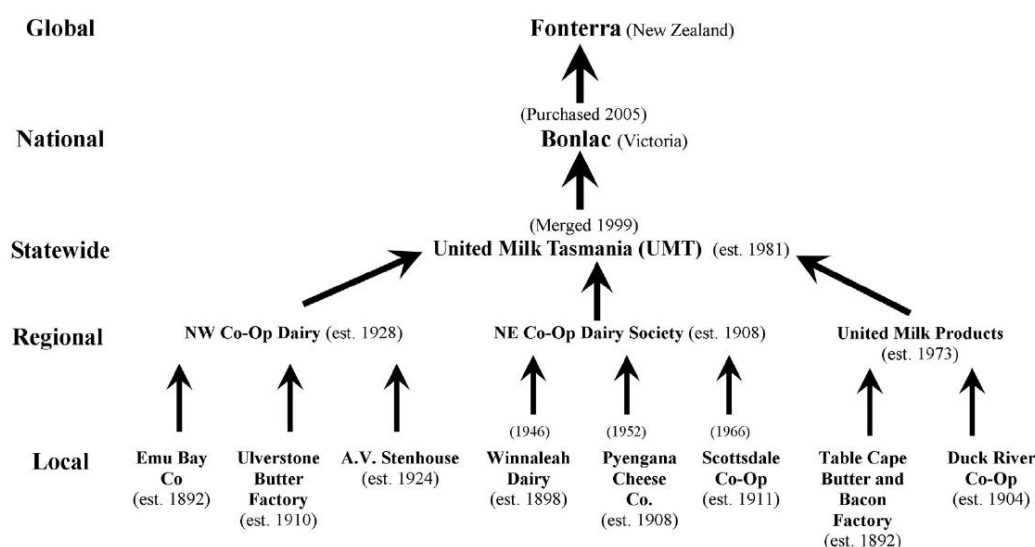 Global
Fonterra (New Zealand)
(Purchased 2005)
National
Bonlac (Victoria)
(Merged 1999)
Statewide
United Milk Tasmania (UMT) (est. 1981)
Regional
NW Co-Op Dairy (est. 1928)
NE Co-Op Dairy Society (est. 1908)
United Milk Products
(est. 1973)
Local
Emu Bay
Co
(est. 1892)
Ulverstone
Butter
Factory
(est. 1910)
A.V. Stenhouse
(est. 1924)
(1946)
Winnaleah
Dairy
(est. 1898)
(1952)
Pyengana
Cheese
Co.
(est. 1908)
(1966)
Scottsdale
Co-Op
(est. 1911)
Table Cape
Butter and
Bacon
Factory
(est. 1892)
Duck River
Co-Op
(est. 1904)